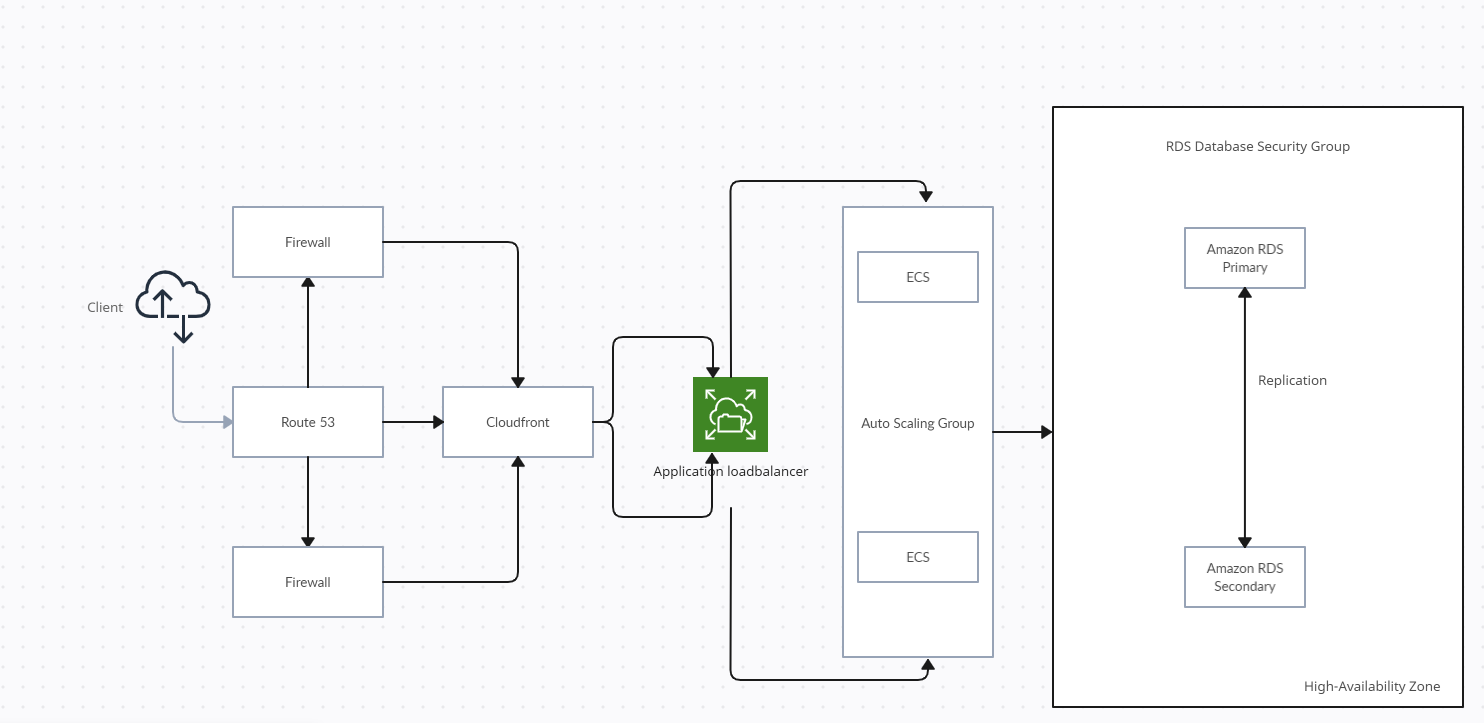 RDS Database Security Group
Firewall
Amazon RDS
Primary
ECS
Client
Replication
Route 53
Cloudfront
Auto Scaling Group
Application loadbalancer
ECS
Firewall
Amazon RDS
Secondary
High-Availability Zone